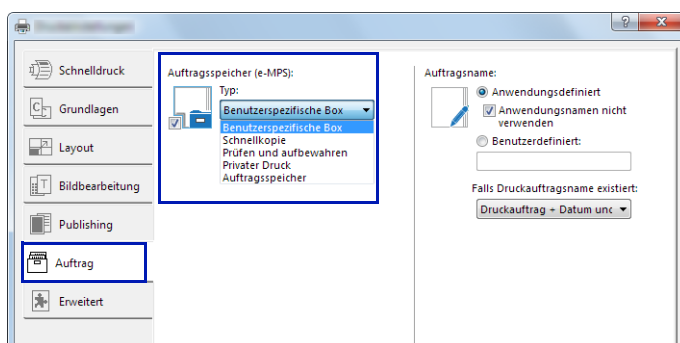 Schnelldruck
Grundlagen
Layout
Bildbearbeitung
Publishing
Auftrag
Erweitert
Auftragsspeicher (e-MPS):
Typ:
Benutzerspezifische Box
Benutzerspezifische Box
Schnellkopie
Prüfen und aufbewahren
Privater Druck
Auftragsspeicher
Auftragsname:
Anwendungsdefiniert
Anwendungsnamen nicht
verwenden
Benutzerdefiniert:
Falls Druckauftragsname existiert:
Druckauftrag + Datum unc